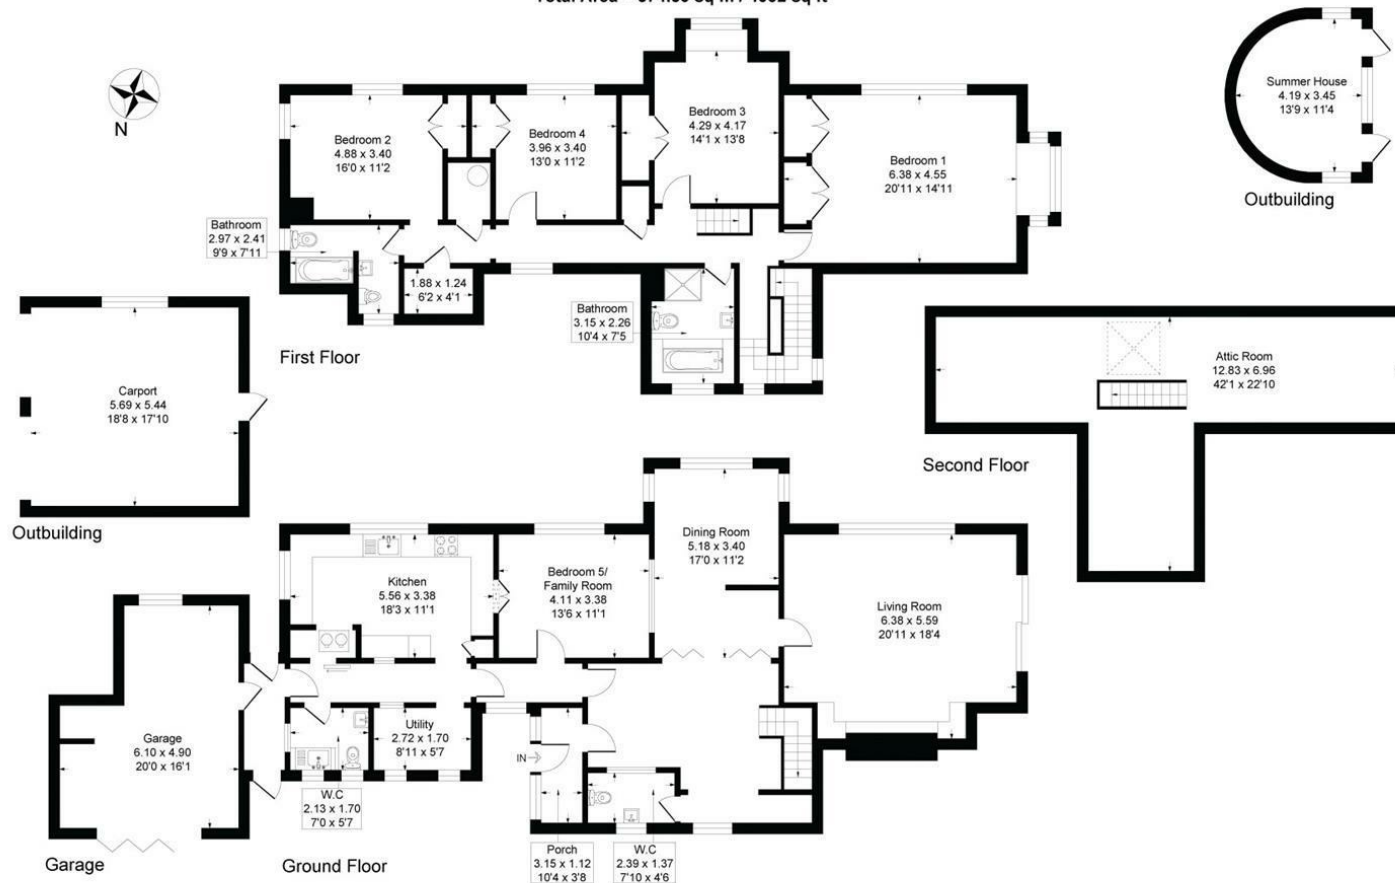 N
Bedroom 2
4.88 x 3.40
16'0 x 11'2
Bedroom 4
3.96 x 3.40
13'0 x 11'2
Bedroom 3
4.29 x 4.17
14'1 x 13'8
Bedroom 1
6.38 x 4.55
20'11 x 14'11
Summer House
4.19 x 3.45
13'9 x 11'4
Outbuilding
Bathroom
2.97 x 2.41
9'9 x 7'11
1.88 x 1.24
6'2 x 4'1
Bathroom
3.15 x 2.26
10'4 x 7'5
First Floor
Carport
5.69 x 5.44
18'8 x 17'10
Outbuilding
Attic Room
12.83 x 6.96
42'1 x 22'10
Second Floor
Kitchen
5.56 x 3.38
18'3 x 11'1
Bedroom 5/
Family Room
4.11 x 3.38
13'6 x 11'1
Dining Room
5.18 x 3.40
17'0 x 11'2
Living Room
6.38 x 5.59
20'11 x 18'4
Garage
6.10 x 4.90
20'0 x 16'1
Utility
2.72 x 1.70
8'11 x 5'7
IN
W.C
2.13 x 1.70
7'0 x 5'7
Porch
3.15 x 1.12
10'4 x 3'8
W.C
2.39 x 1.37
7'10 x 4'6
Garage
Ground Floor